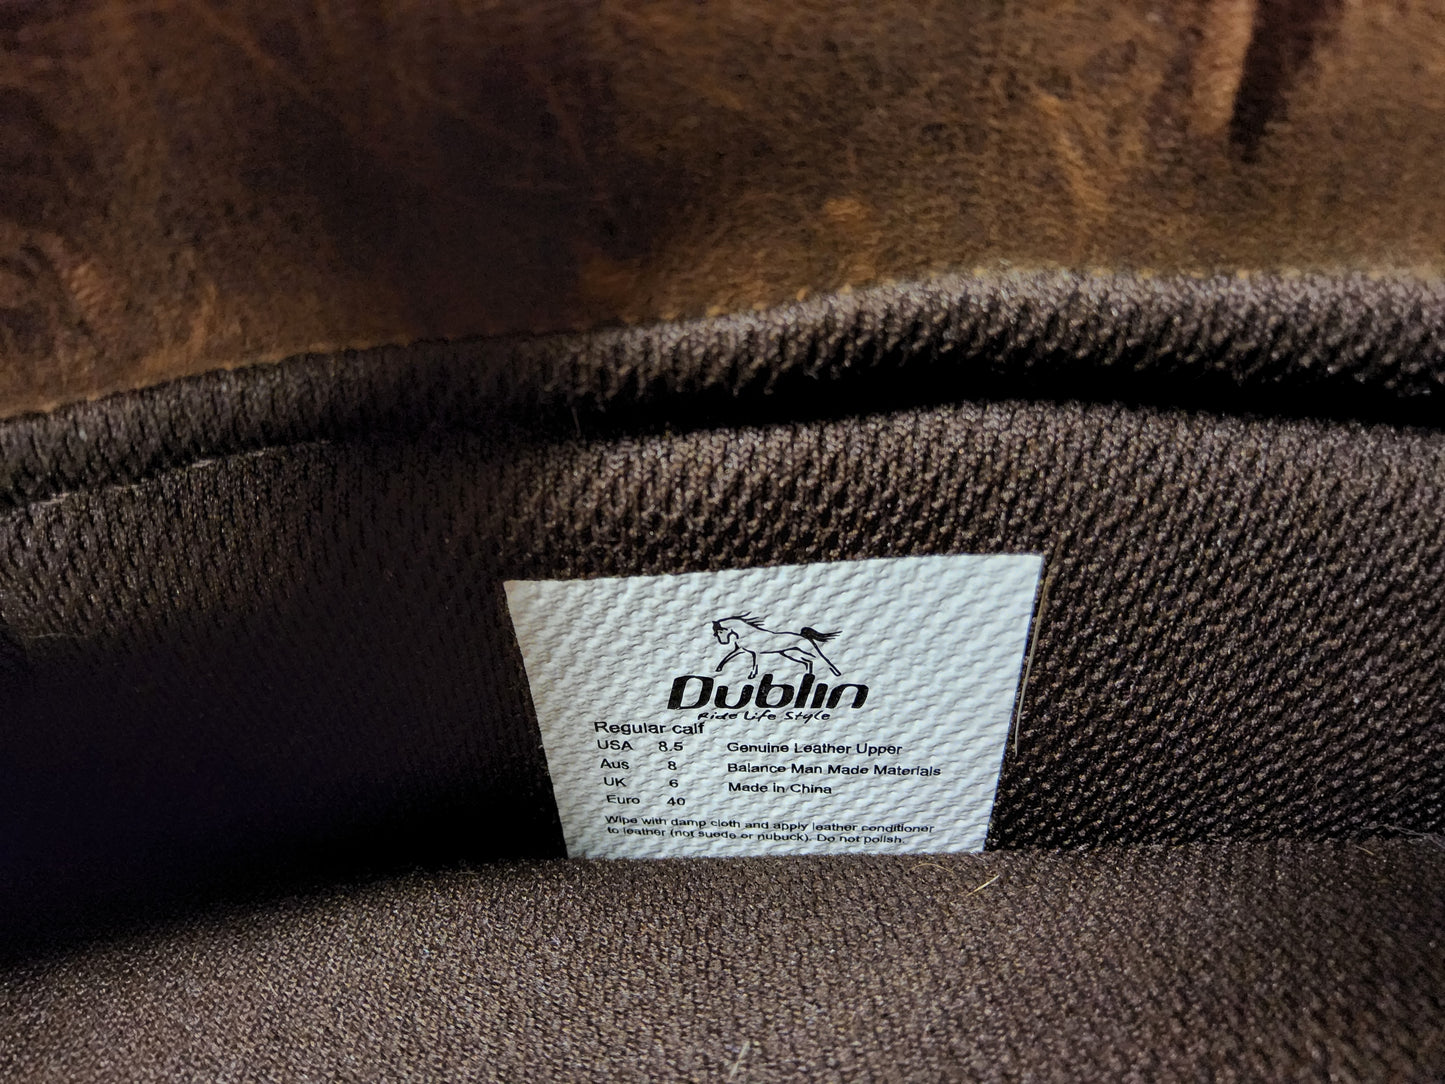 Dublin
Ride Life Style
Regular calf
USA 8.5 Genuine Leather Upper
Aus 8 Balance Man Made Materials
UK 6 Made in China
Euro 40
Wipe with damp cloth and apply leather conditioner
to leather (not suede or nubuck). Do not polish.